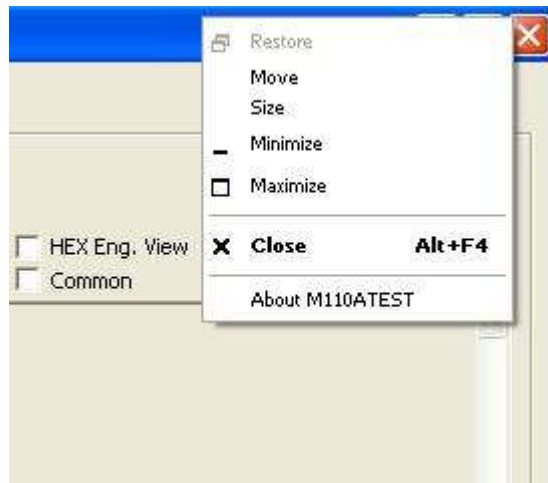 Restore
Move
Size
Minimize
Maximize
HEX Eng. View
Close Alt+F4
Common
About M110ATEST